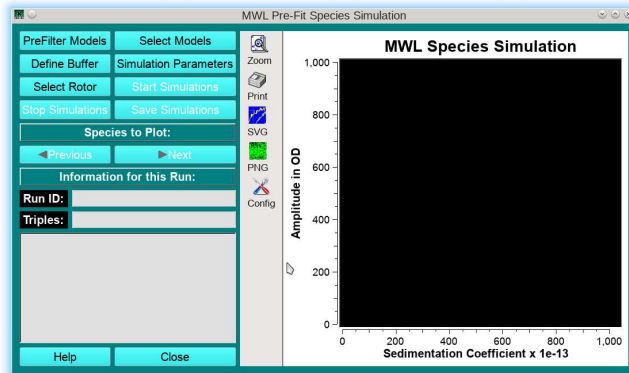 MWL Pre-Fit Species Simulation
PreFilter Models
Select Models
Define Buffer
Simulation Parameters
Select Rotor
Start Simulations
Stop Simulations
Save Simulations
Species to Plot:
Previous
Next
Information for this Run:
Run ID:
Triples:
Help
Close
Zoom
Print
SVG
PNG
Config
MWL Species Simulation
Amplitude in OD
1,000
800
600
400
200
0
0 200 400 600 800 1,000
Sedimentation Coefficient x 1e-13